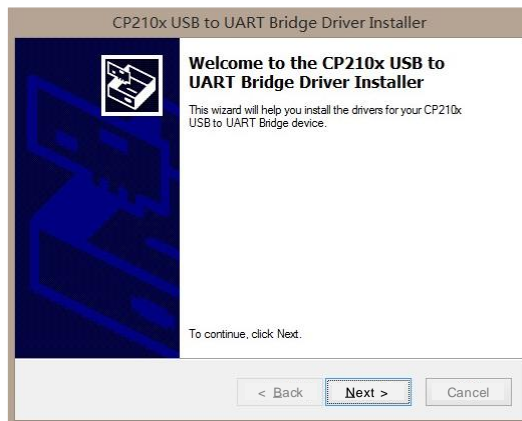 CP210x USB to UART Bridge Driver Installer
Welcome to the CP210x USB to
UART Bridge Driver Installer
This wizard will help you install the drivers for your CP210x
USB to UART Bridge device.
To continue, click Next.
< Back
Next >
Cancel